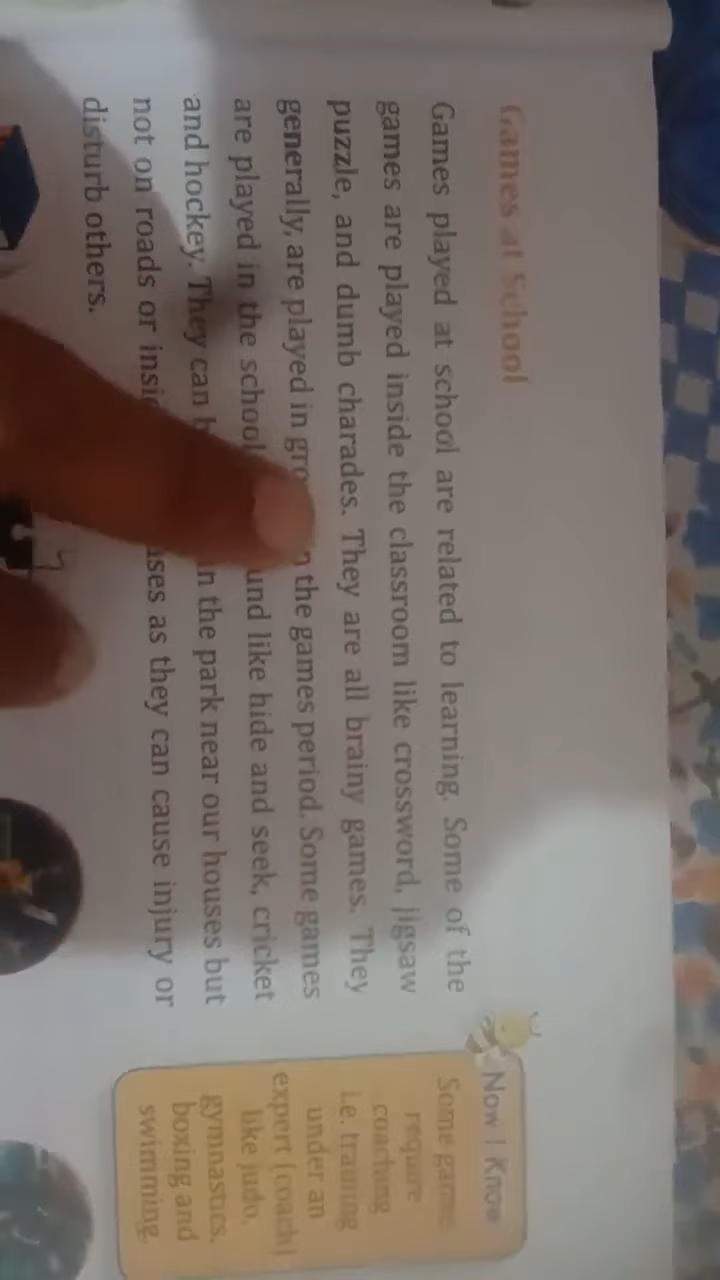 Games at School
Games played at school are related to learning. Some of the
games are played inside the classroom like crossword, jigsaw
puzzle, and dumb charades. They are all brainy games. They
generally, are played in the games period. Some games
are played in the school like hide and seek, cricket
and hockey. They can the park near our houses but
not on roads or as they can cause injury or
disturb others.
Now I Know
Some games
require
coaching
i.e. training
under an
expert (coach)
like judo,
gymnastics,
boxing and
swimming.